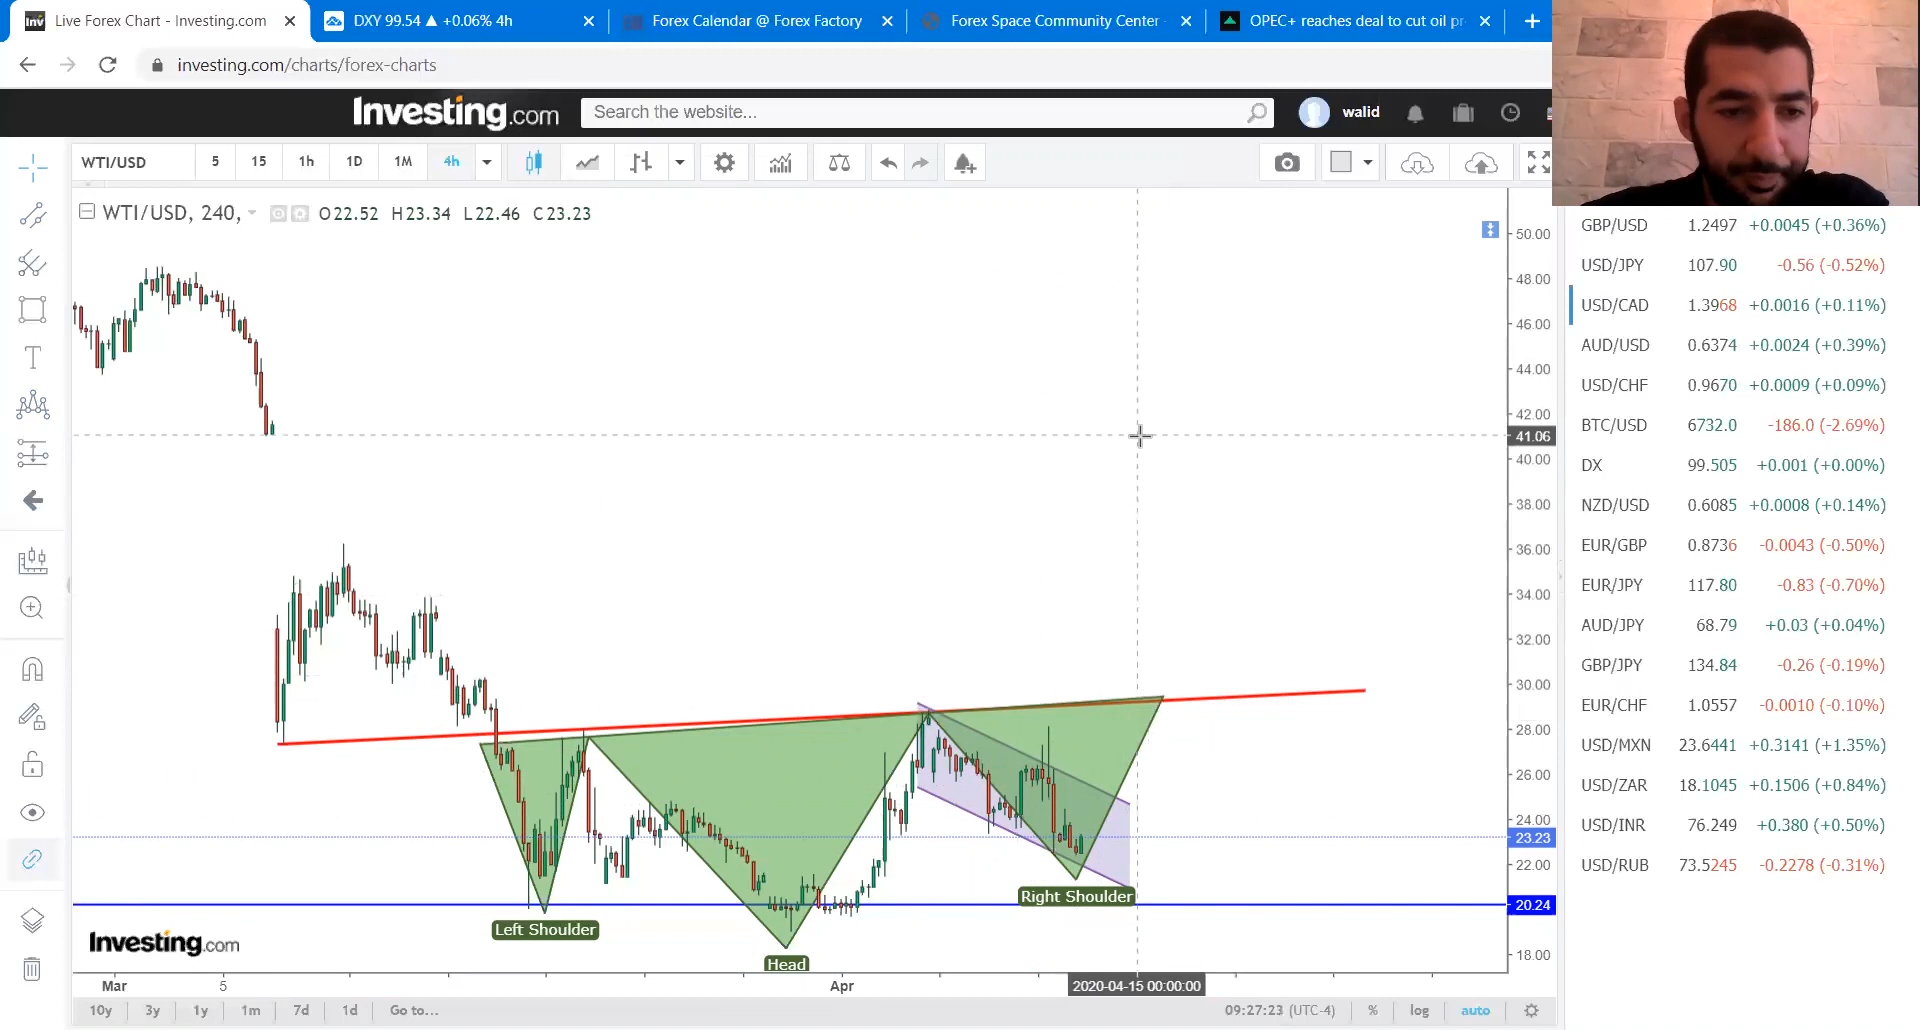 Live Forex Chart - Investing.com
DXY 99.54 ▲ +0.06% 4h
Forex Calendar @ Forex Factory
Forex Space Community Center
OPEC+ reaches deal to cut oil pr
investing.com/charts/forex-charts
Investing.com
Search the website...
walid
WTI/USD
5
15
1h
1D
1M
4h
WTI/USD, 240,
O22.52 H23.34 L22.46 C23.23
50.00
48.00
46.00
44.00
42.00
41.06
40.00
38.00
36.00
34.00
32.00
30.00
28.00
26.00
24.00
23.23
22.00
20.24
18.00
Left Shoulder
Head
Right Shoulder
Investing.com
Mar
5
Apr
2020-04-15 00:00:00
10y
3y
1y
1m
7d
1d
Go to...
09:27:23 (UTC-4)
%
log
auto
GBP/USD 1.2497 +0.0045 (+0.36%)
USD/JPY 107.90 -0.56 (-0.52%)
USD/CAD 1.3968 +0.0016 (+0.11%)
AUD/USD 0.6374 +0.0024 (+0.39%)
USD/CHF 0.9670 +0.0009 (+0.09%)
BTC/USD 6732.0 -186.0 (-2.69%)
DX 99.505 +0.001 (+0.00%)
NZD/USD 0.6085 +0.0008 (+0.14%)
EUR/GBP 0.8736 -0.0043 (-0.50%)
EUR/JPY 117.80 -0.83 (-0.70%)
AUD/JPY 68.79 +0.03 (+0.04%)
GBP/JPY 134.84 -0.26 (-0.19%)
EUR/CHF 1.0557 -0.0010 (-0.10%)
USD/MXN 23.6441 +0.3141 (+1.35%)
USD/ZAR 18.1045 +0.1506 (+0.84%)
USD/INR 76.249 +0.380 (+0.50%)
USD/RUB 73.5245 -0.2278 (-0.31%)